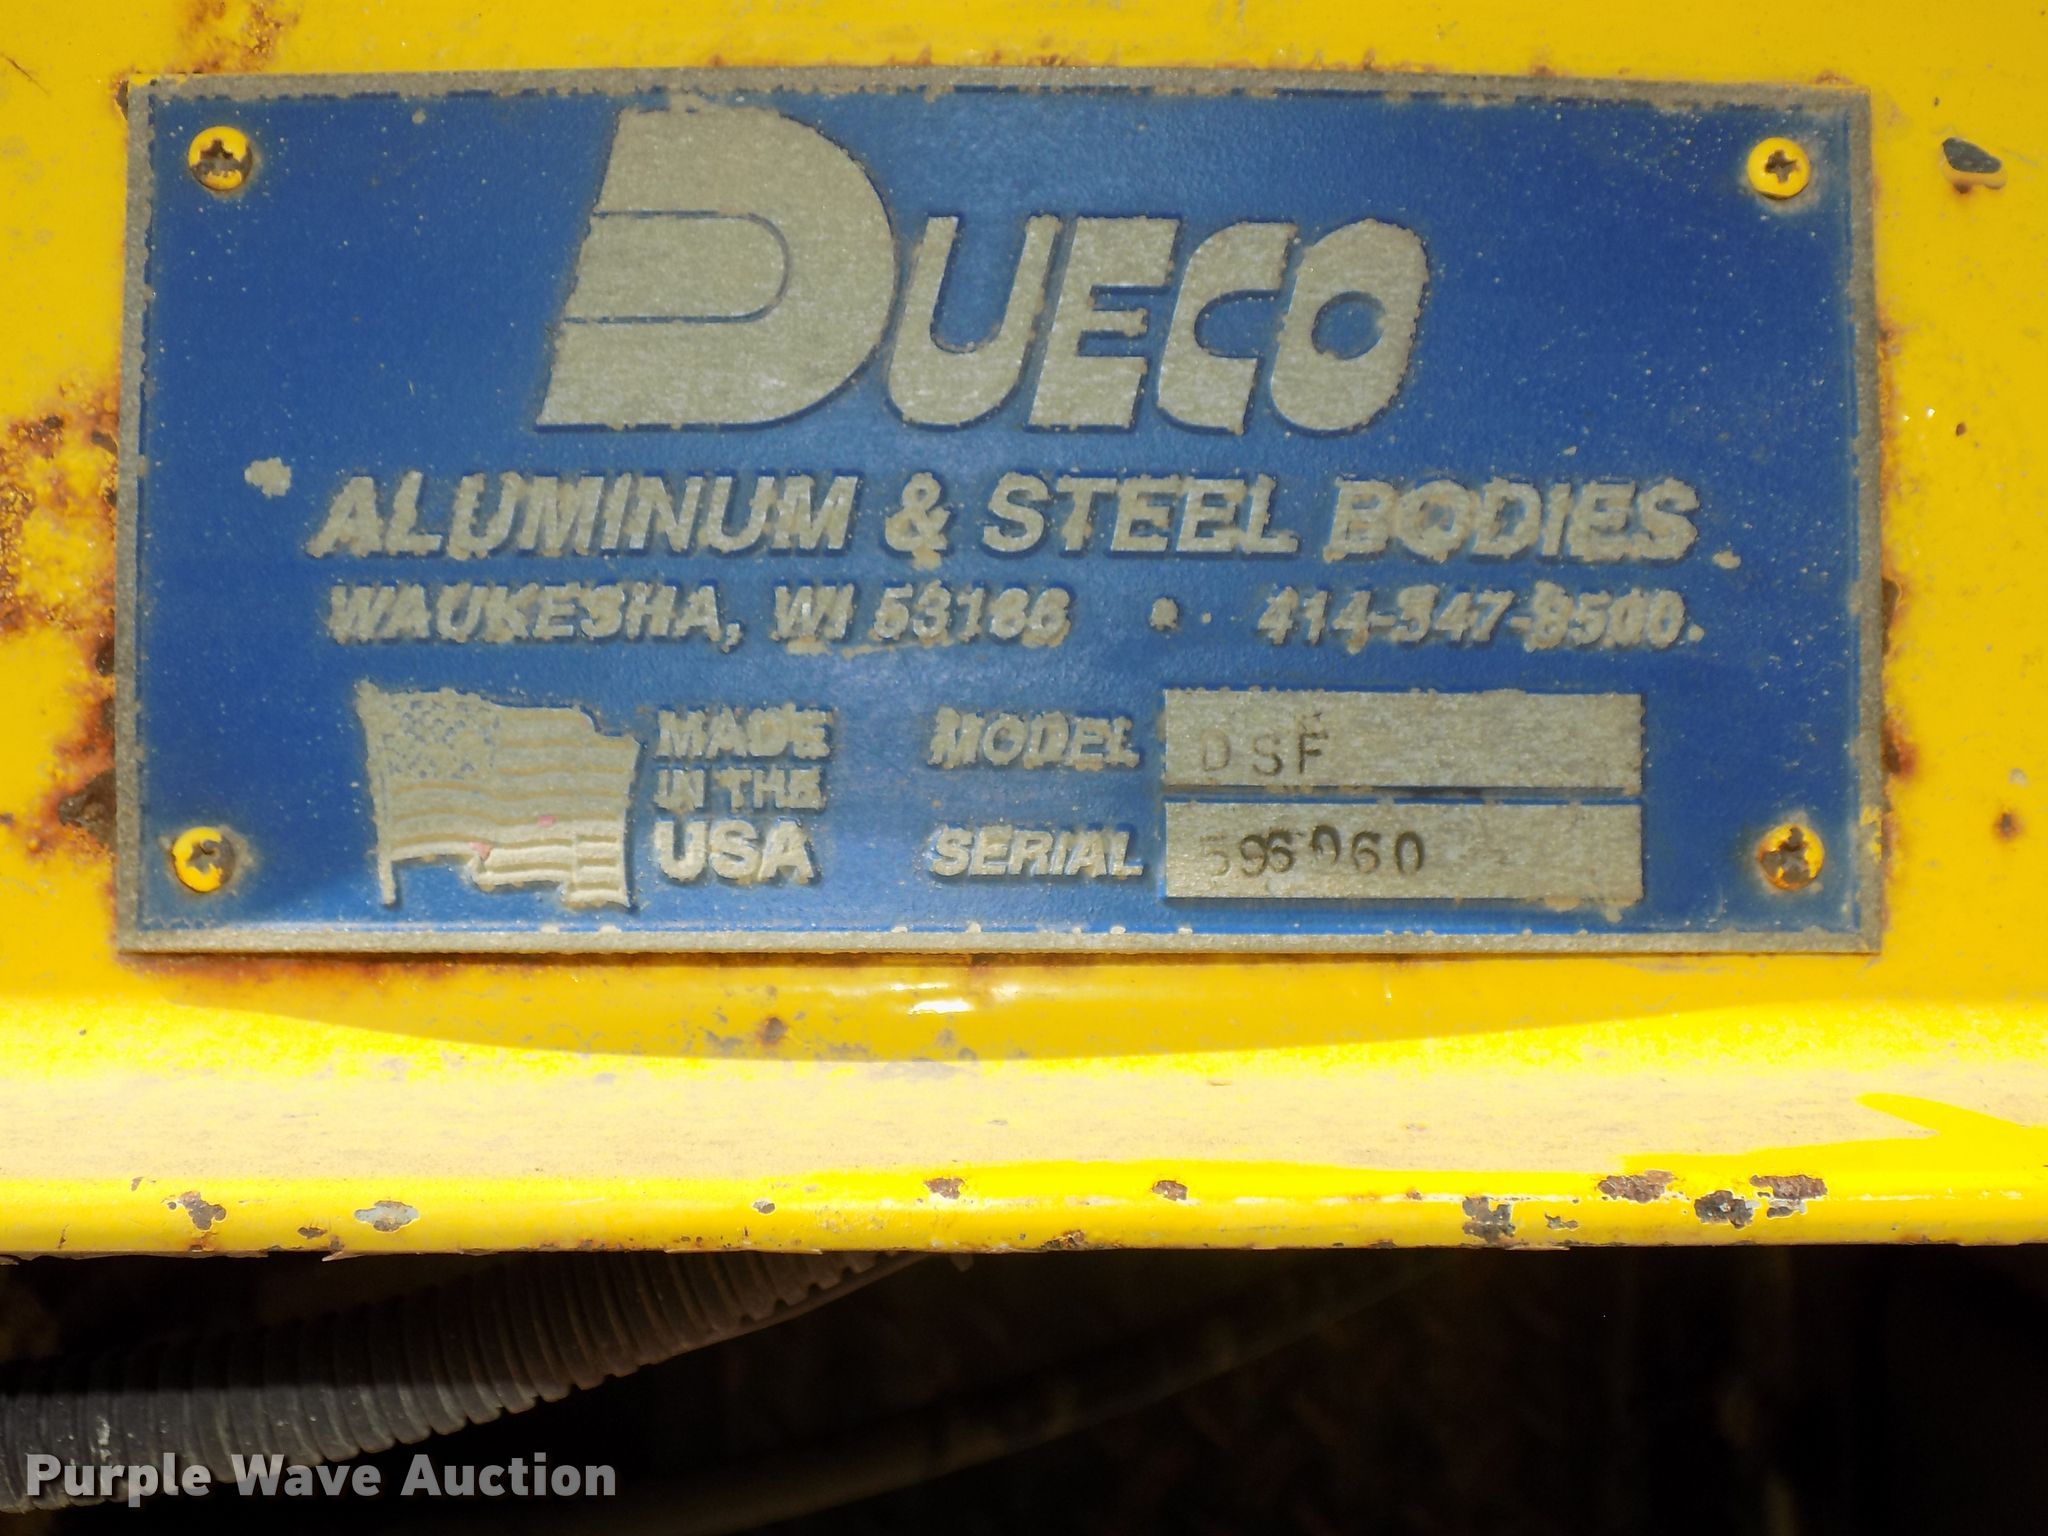 DUECO
ALUMINUM & STEEL BODIES
WAUKESHA, WI 53186 • 414-547-8500
MADE IN THE USA
MODEL DSF
SERIAL 596060
Purple Wave Auction